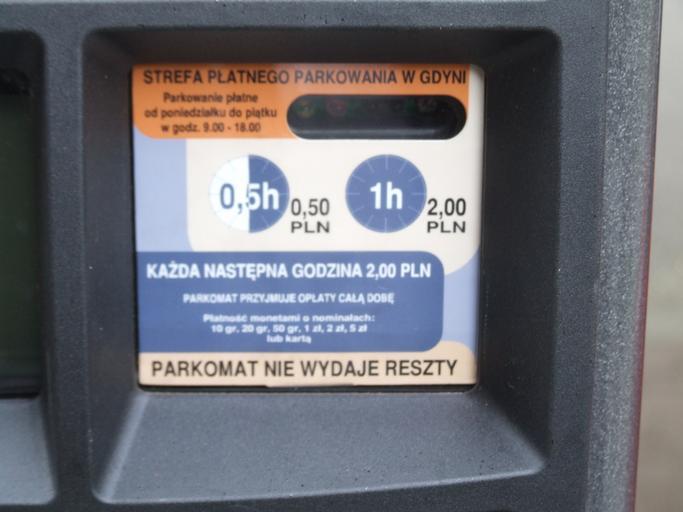 STREFA PŁATNEGO PARKOWANIA W GDYNI
Parkowanie płatne
od poniedziałku do piątku
w godz. 9.00 - 18.00
0,5h 0,50 PLN
1h 2,00 PLN
KAŻDA NASTĘPNA GODZINA 2,00 PLN
PARKOMAT PRZYJMUJE OPŁATY CAŁĄ DOBĘ
Płatność monetami o nominałach:
10 gr, 20 gr, 50 gr, 1 zł, 2 zł, 5 zł
lub kartą
PARKOMAT NIE WYDAJE RESZTY